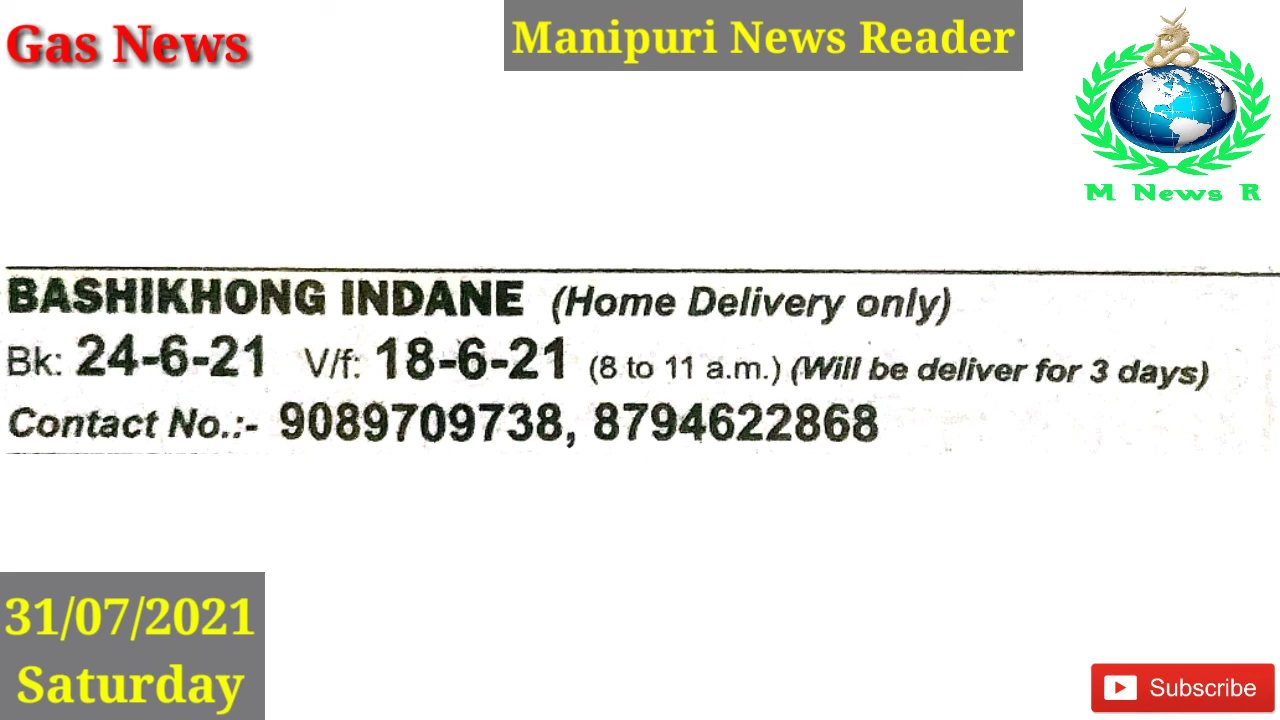 Gas News
Manipuri News Reader
M News R
BASHIKHONG INDANE (Home Delivery only)
Bk: 24-6-21 V/f: 18-6-21 (8 to 11 a.m.) (Will be deliver for 3 days)
Contact No.:- 9089709738, 8794622868
31/07/2021
Saturday
Subscribe